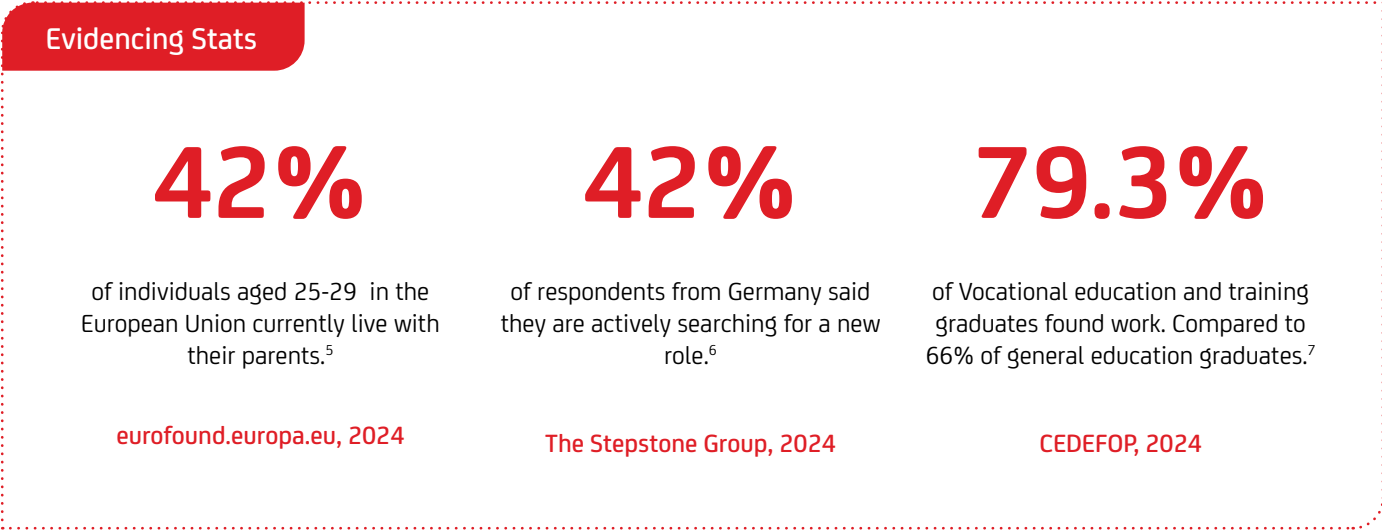 Evidencing Stats
42%
of individuals aged 25-29  in the
European Union currently live with
their parents.5
eurofound.europa.eu, 2024
42%
of respondents from Germany said
they are actively searching for a new
role.6
The Stepstone Group, 2024
79.3%
of Vocational education and training
graduates found work. Compared to
66% of general education graduates.7
CEDEFOP, 2024